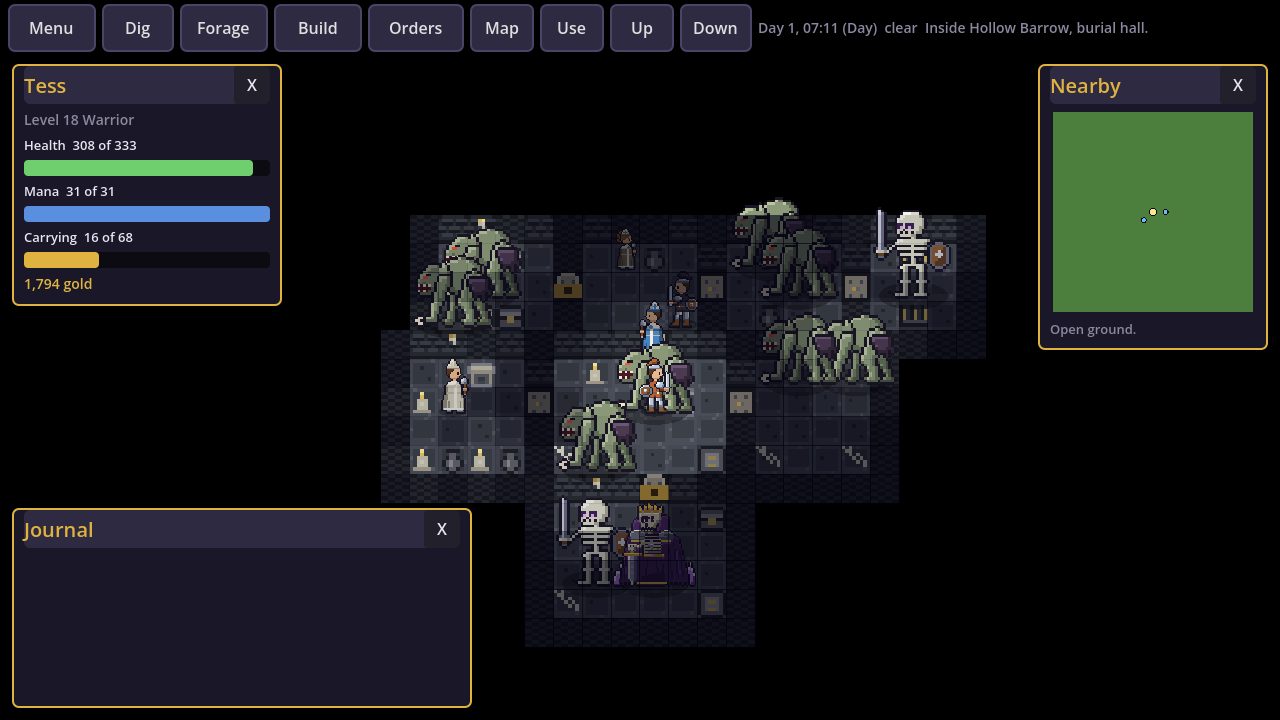 Menu Dig Forage Build Orders Map Use Up Down Day 1, 07:11 (Day) clear Inside Hollow Barrow, burial hall.
Tess X
Level 18 Warrior
Health 308 of 333
Mana 31 of 31
Carrying 16 of 68
1,794 gold
Nearby X
Open ground.
Journal X